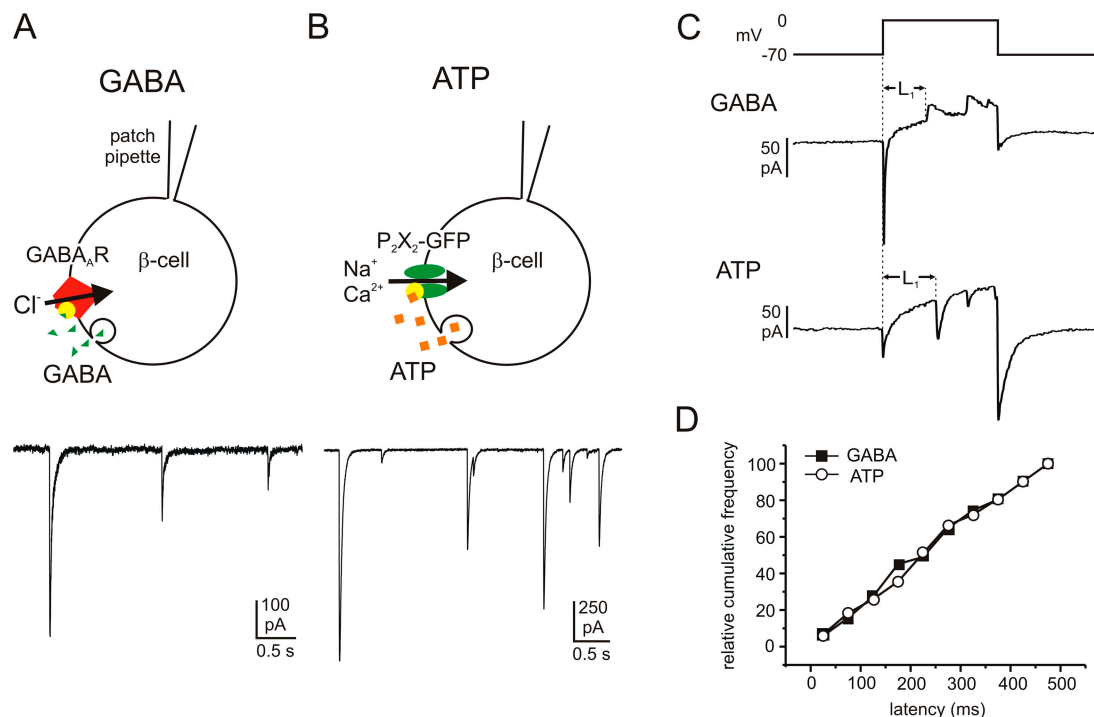 A
GABA
patch
pipette
GABA_AR
β-cell
Cl⁻
GABA
100
pA
0.5 s
B
ATP
P₂X₂-GFP
Na⁺
Ca²⁺
β-cell
ATP
250
pA
0.5 s
C
0
mV
-70
L₁
GABA
50
pA
ATP
L₁
50
pA
D
GABA
ATP
relative cumulative frequency
100
80
60
40
20
0
0 100 200 300 400 500
latency (ms)